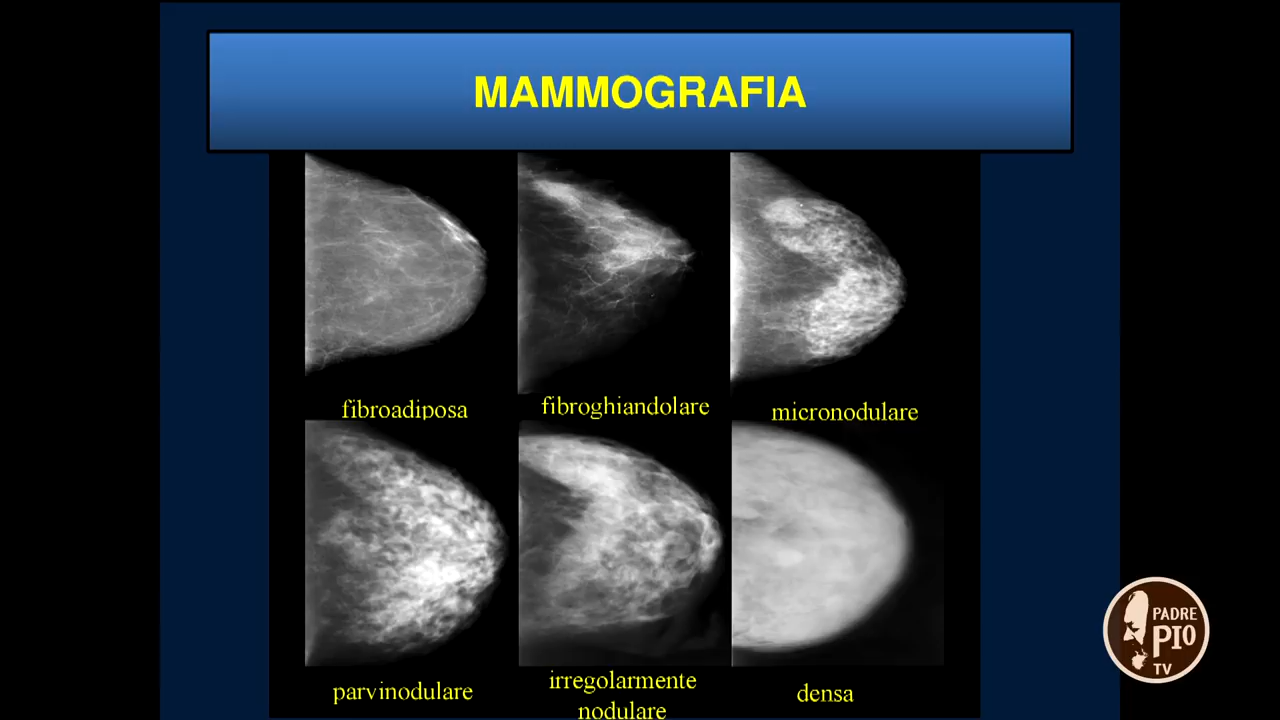 MAMMOGRAFIA
fibroadiposa
fibroghiandolare
micronodulare
parvinodulare
irregolarmente
nodulare
densa
PADRE
PIO
TV